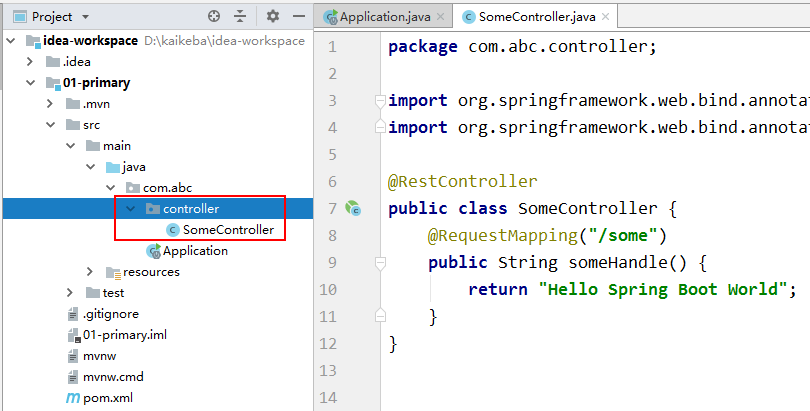 Project
idea-workspace D:\kaikeba\idea-workspace
.idea
01-primary
.mvn
src
main
java
com.abc
controller
SomeController
Application
resources
test
.gitignore
01-primary.iml
mvnw
mvnw.cmd
pom.xml
Application.java
SomeController.java
1 package com.abc.controller;
2
3 import org.springframework.web.bind.annota
4 import org.springframework.web.bind.annota
5
6 @RestController
7 public class SomeController {
8 @RequestMapping("/some")
9 public String someHandle() {
10 return "Hello Spring Boot World";
11 }
12 }
13
14